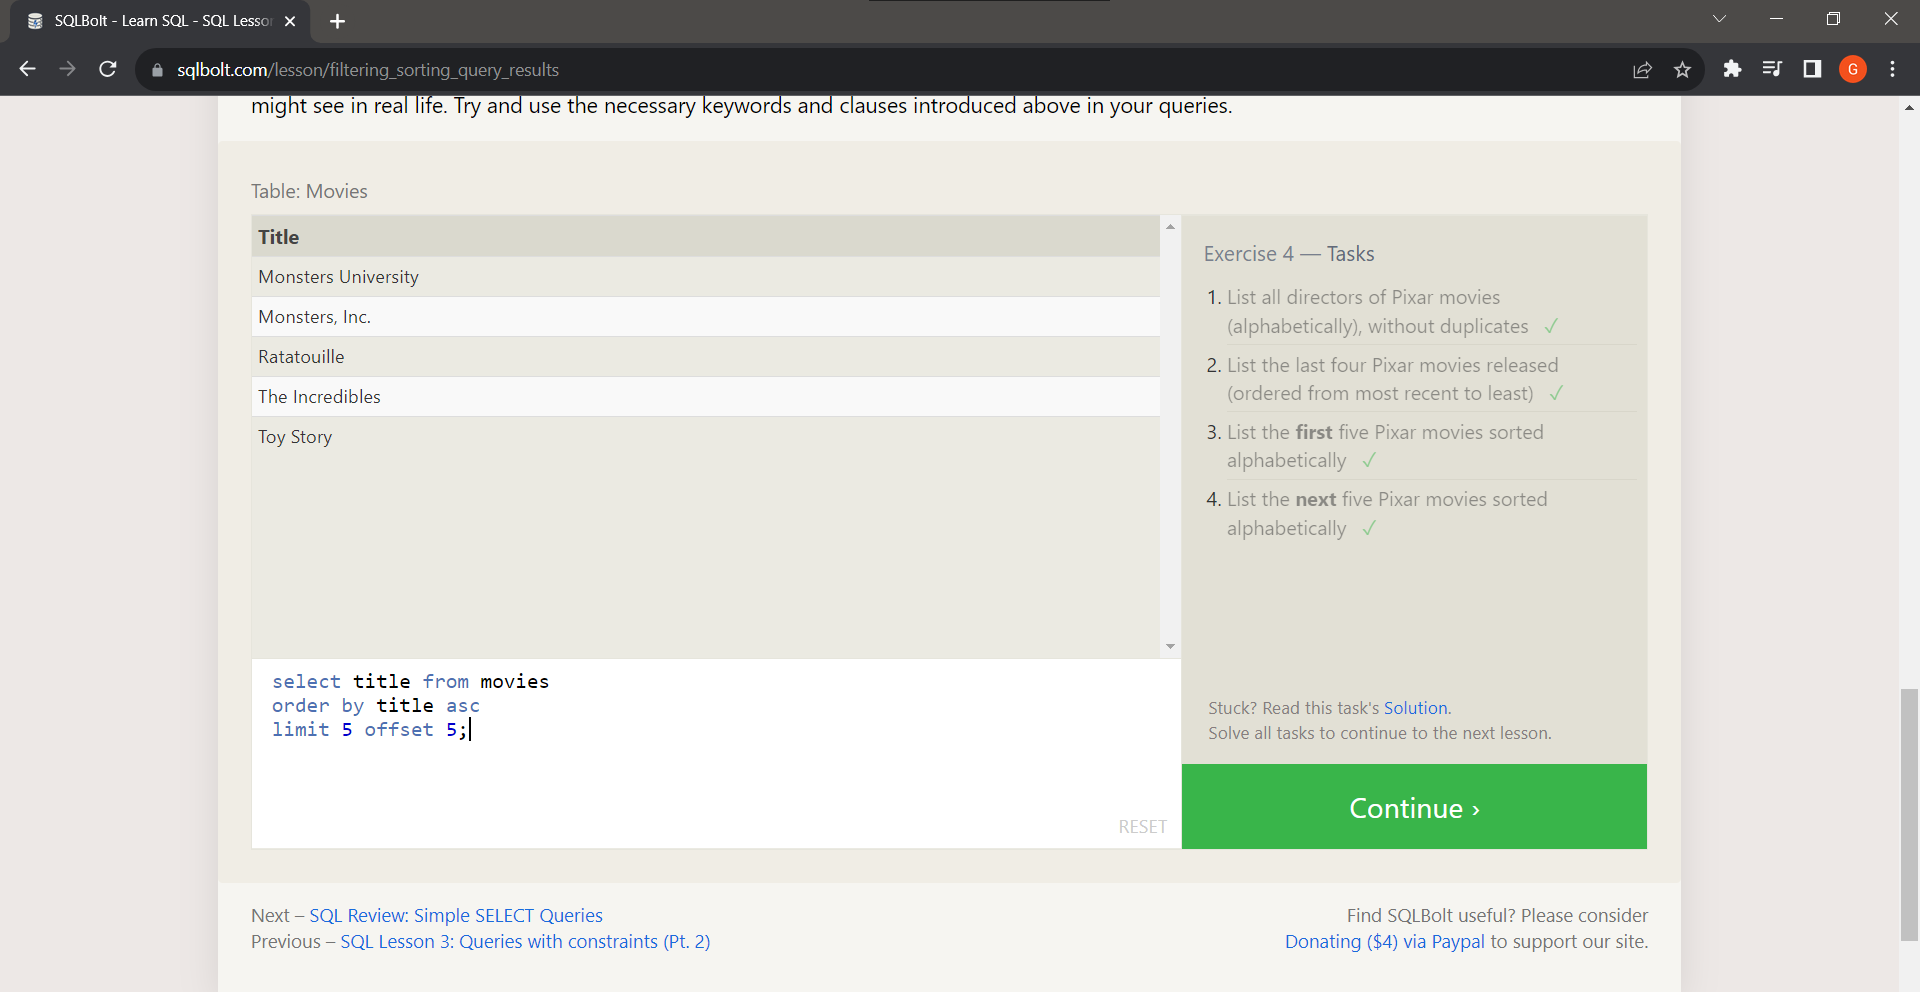 SQLBolt - Learn SQL - SQL Lesso
sqlbolt.com/lesson/filtering_sorting_query_results
G
might see in real life. Try and use the necessary keywords and clauses introduced above in your queries.
Table: Movies
Title
Monsters University
Monsters, Inc.
Ratatouille
The Incredibles
Toy Story
select title from movies
order by title asc
limit 5 offset 5;
RESET
Exercise 4 — Tasks
1. List all directors of Pixar movies
(alphabetically), without duplicates ✓
2. List the last four Pixar movies released
(ordered from most recent to least) ✓
3. List the first five Pixar movies sorted
alphabetically ✓
4. List the next five Pixar movies sorted
alphabetically ✓
Stuck? Read this task's Solution.
Solve all tasks to continue to the next lesson.
Continue ›
Next – SQL Review: Simple SELECT Queries
Previous – SQL Lesson 3: Queries with constraints (Pt. 2)
Find SQLBolt useful? Please consider
Donating ($4) via Paypal to support our site.